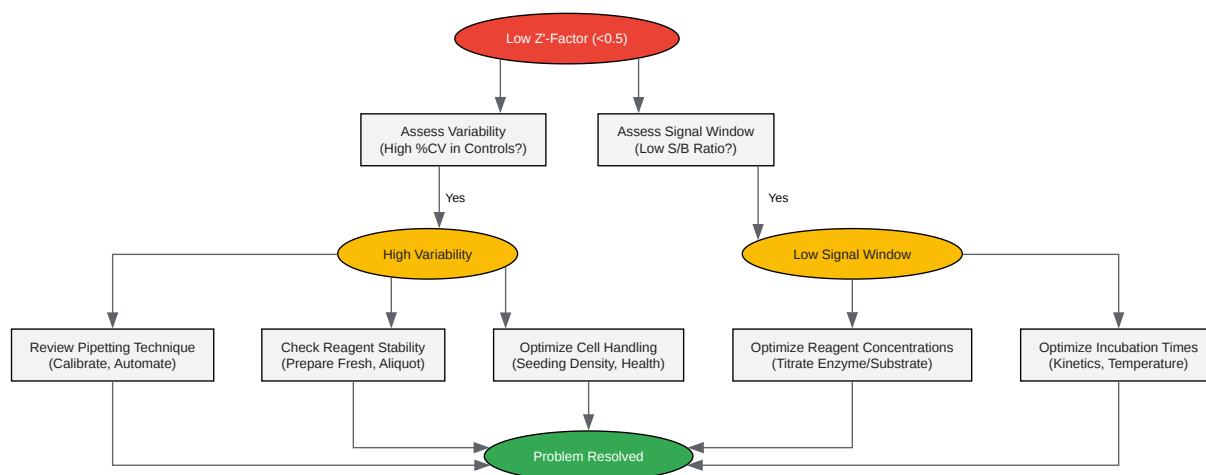 Low Z'-Factor (<0.5)
Assess Variability
(High %CV in Controls?)
Assess Signal Window
(Low S/B Ratio?)
Yes
Yes
High Variability
Low Signal Window
Review Pipetting Technique
(Calibrate, Automate)
Check Reagent Stability
(Prepare Fresh, Aliquot)
Optimize Cell Handling
(Seeding Density, Health)
Optimize Reagent Concentrations
(Titrate Enzyme/Substrate)
Optimize Incubation Times
(Kinetics, Temperature)
Problem Resolved